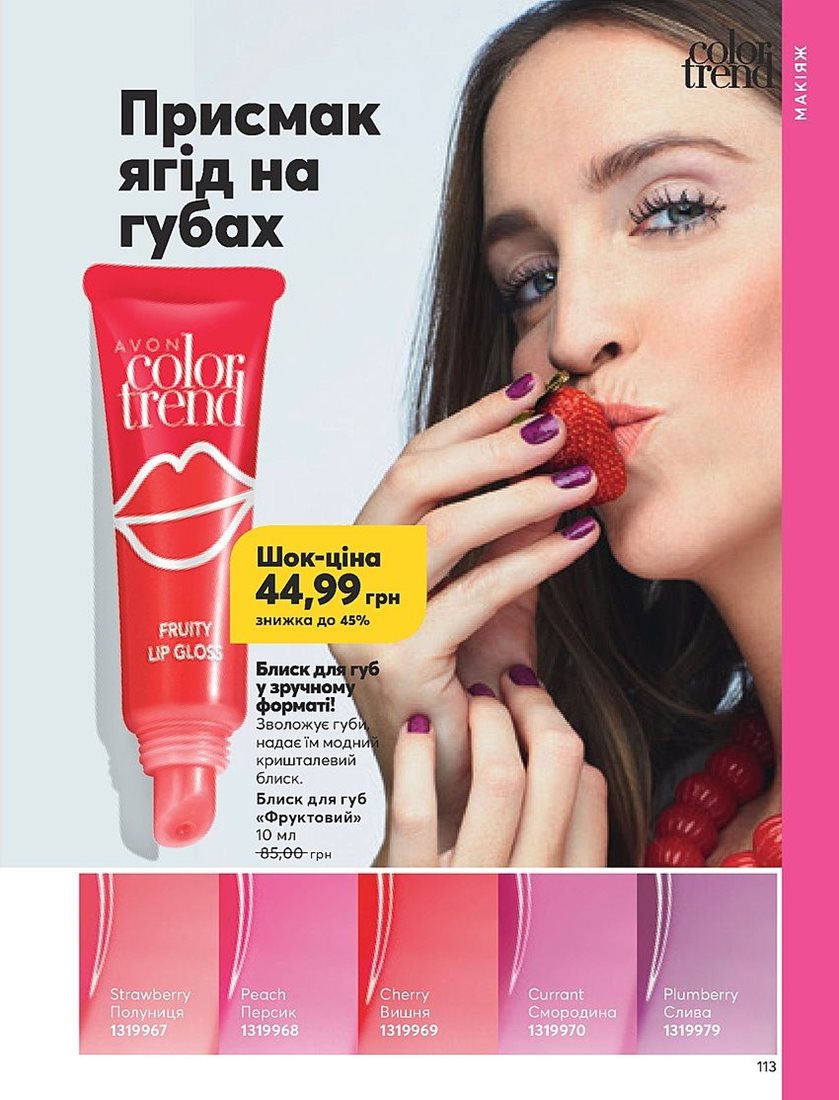 color
trend
МАКІЯЖ
Присмак
ягід на
губах
AVON
color
trend
FRUITY
LIP GLOSS
Шок-ціна
44,99 грн
знижка до 45%
Блиск для губ
у зручному
форматі!
Зволожує губи,
надає їм модний
кришталевий
блиск.
Блиск для губ
«Фруктовий»
10 мл
85,00 грн
Strawberry
Полуниця
1319967
Peach
Персик
1319968
Cherry
Вишня
1319969
Currant
Смородина
1319970
Plumberry
Слива
1319979
113